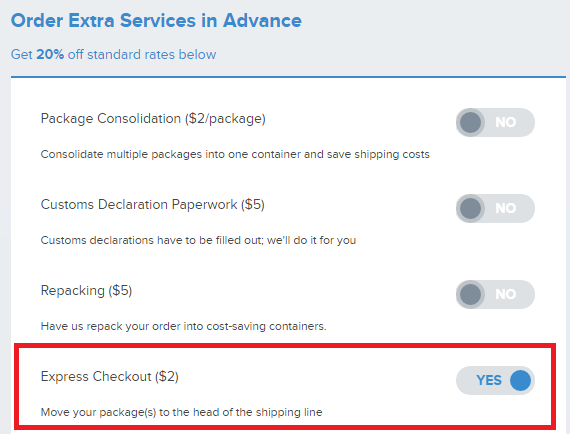 Order Extra Services in Advance
Get 20% off standard rates below
Package Consolidation ($2/package)
NO
Consolidate multiple packages into one container and save shipping costs
Customs Declaration Paperwork ($5)
NO
Customs declarations have to be filled out; we'll do it for you
Repacking ($5)
NO
Have us repack your order into cost-saving containers.
Express Checkout ($2)
YES
Move your package(s) to the head of the shipping line